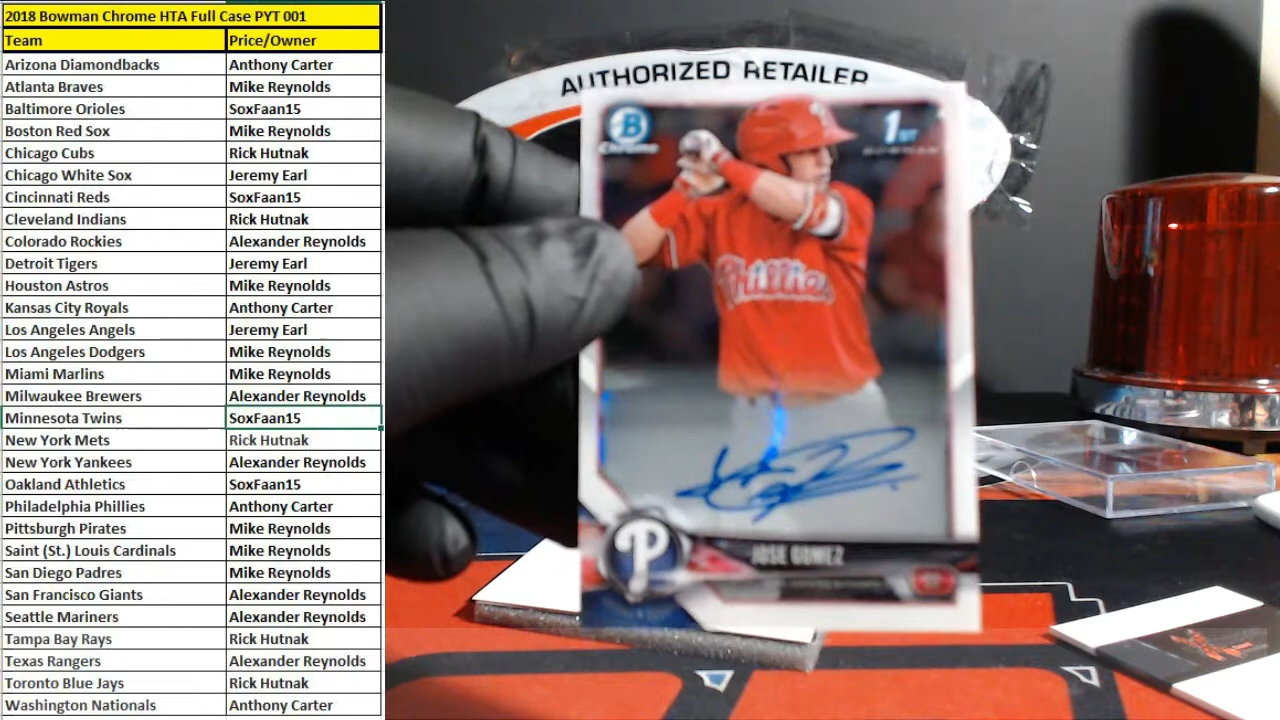 2018 Bowman Chrome HTA Full Case PYT 001
Team Price/Owner
Arizona Diamondbacks Anthony Carter
Atlanta Braves Mike Reynolds
Baltimore Orioles SoxFaan15
Boston Red Sox Mike Reynolds
Chicago Cubs Rick Hutnak
Chicago White Sox Jeremy Earl
Cincinnati Reds SoxFaan15
Cleveland Indians Rick Hutnak
Colorado Rockies Alexander Reynolds
Detroit Tigers Jeremy Earl
Houston Astros Mike Reynolds
Kansas City Royals Anthony Carter
Los Angeles Angels Jeremy Earl
Los Angeles Dodgers Mike Reynolds
Miami Marlins Mike Reynolds
Milwaukee Brewers Alexander Reynolds
Minnesota Twins SoxFaan15
New York Mets Rick Hutnak
New York Yankees Alexander Reynolds
Oakland Athletics SoxFaan15
Philadelphia Phillies Anthony Carter
Pittsburgh Pirates Mike Reynolds
Saint (St.) Louis Cardinals Mike Reynolds
San Diego Padres Mike Reynolds
San Francisco Giants Alexander Reynolds
Seattle Mariners Alexander Reynolds
Tampa Bay Rays Rick Hutnak
Texas Rangers Alexander Reynolds
Toronto Blue Jays Rick Hutnak
Washington Nationals Anthony Carter
AUTHORIZED RETAILER
B
Chrome
1ST
BOWMAN
Phillies
P
JOSE GOMEZ